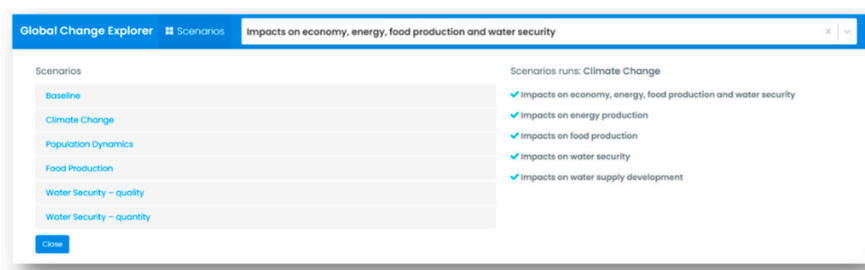 Global Change Explorer Scenarios Impacts on economy, energy, food production and water security
Scenarios
Baseline
Climate Change
Population Dynamics
Food Production
Water Security – quality
Water Security – quantity
Close
Scenarios runs: Climate Change
Impacts on economy, energy, food production and water security
Impacts on energy production
Impacts on food production
Impacts on water security
Impacts on water supply development